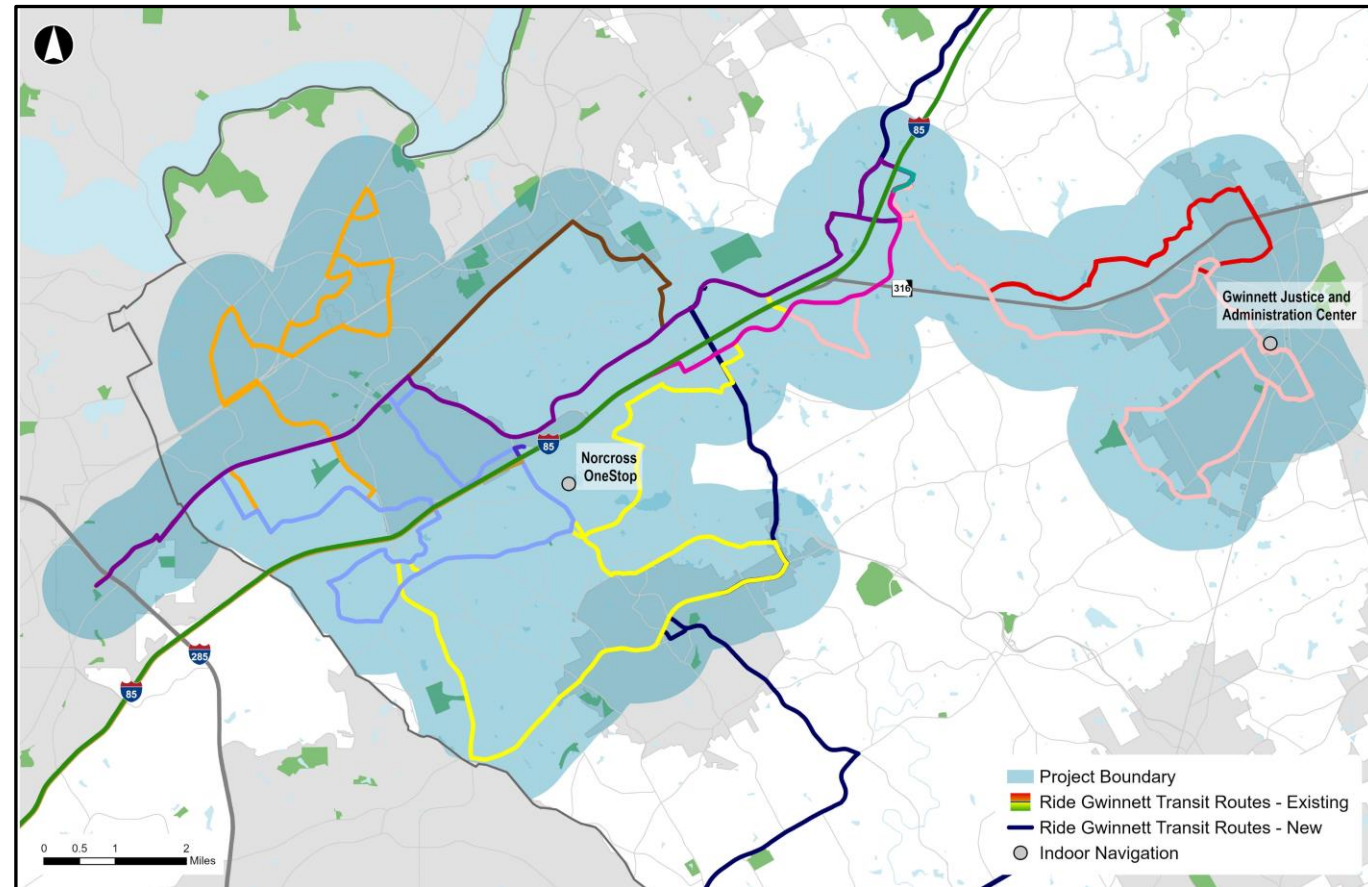 85
316
Gwinnett Justice and
Administration Center
85
Norcross
OneStop
285
85
Project Boundary
Ride Gwinnett Transit Routes - Existing
Ride Gwinnett Transit Routes - New
Indoor Navigation
0 0.5 1 2
Miles